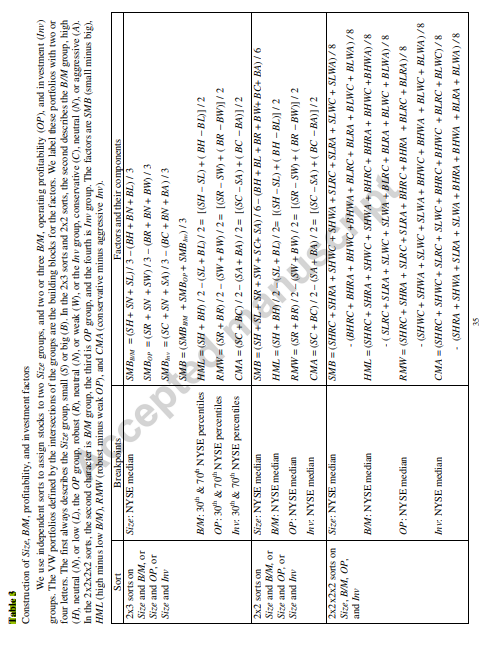 Table 3
Construction of Size, B/M, profitability, and investment factors
We use independent sorts to assign stocks to two Size groups, and two or three B/M, operating profitability (OP), and investment (Inv)
groups. The VW portfolios defined by the intersections of the groups are the building blocks for the factors. We label these portfolios with two or
four letters. The first always describes the Size group, small (S) or big (B). In the 2x3 sorts and 2x2 sorts, the second describes the B/M group, high
(H), neutral (N), or low (L), the OP group, robust (R), neutral (N), or weak (W), or the Inv group, conservative (C), neutral (N), or aggressive (A).
In the 2x2x2x2 sorts, the second character is B/M group, the third is OP group, and the fourth is Inv group. The factors are SMB (small minus big),
HML (high minus low B/M), RMW (robust minus weak OP), and CMA (conservative minus aggressive Inv).
Sort Breakpoints Factors and their components
2x3 sorts on Size: NYSE median SMB_B/M = (SH + SN + SL) / 3 – (BH + BN + BL) / 3
Size and B/M, or SMB_OP = (SR + SN + SW) / 3 – (BR + BN + BW) / 3
Size and OP, or SMB_Inv = (SC + SN + SA) / 3 – (BC + BN + BA) / 3
Size and Inv SMB = (SMB_B/M + SMB_OP + SMB_Inv) / 3
B/M: 30th & 70th NYSE percentiles HML = (SH + BH) / 2 – (SL + BL) / 2 = [(SH – SL) + (BH – BL)] / 2
OP: 30th & 70th NYSE percentiles RMW = (SR + BR) / 2 – (SW + BW) / 2 = [(SR – SW) + (BR – BW)] / 2
Inv: 30th & 70th NYSE percentiles CMA = (SC + BC) / 2 – (SA + BA) / 2 = [(SC – SA) + (BC – BA)] / 2
2x2 sorts on Size: NYSE median SMB = (SH + SL + SR + SW + SC + SA) / 6 – (BH + BL + BR + BW + BC + BA) / 6
Size and B/M, or B/M: NYSE median HML = (SH + BH) / 2 – (SL + BL) / 2 = [(SH – SL) + (BH – BL)] / 2
Size and OP, or OP: NYSE median RMW = (SR + BR) / 2 – (SW + BW) / 2 = [(SR – SW) + (BR – BW)] / 2
Size and Inv Inv: NYSE median CMA = (SC + BC) / 2 – (SA + BA) / 2 = [(SC – SA) + (BC – BA)] / 2
2x2x2x2 sorts on Size: NYSE median SMB = (SHRC + SHRA + SHWC + SHWA + SLRC + SLRA + SLWC + SLWA) / 8
Size, B/M, OP, - (BHRC + BHRA + BHWC + BHWA + BLRC + BLRA + BLWC + BLWA) / 8
and Inv B/M: NYSE median HML = (SHRC + SHRA + SHWC + SHWA + BHRC + BHRA + BHWC + BHWA) / 8
- (SLRC + SLRA + SLWC + SLWA + BLRC + BLRA + BLWC + BLWA) / 8
OP: NYSE median RMW = (SHRC + SHRA + SLRC + SLRA + BHRC + BHRA + BLRC + BLRA) / 8
- (SHWC + SHWA + SLWC + SLWA + BHWC + BHWA + BLWC + BLWA) / 8
Inv: NYSE median CMA = (SHRC + SHWC + SLRC + SLWC + BHRC + BHWC + BLRC + BLWC) / 8
- (SHRA + SHWA + SLRA + SLWA + BHRA + BHWA + BLRA + BLWA) / 8
35
Accepted manuscript